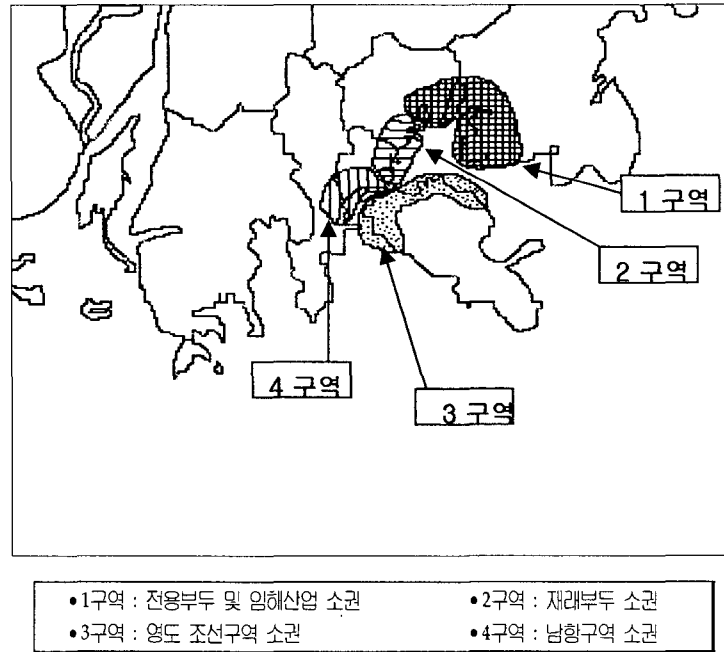 1 구역
2 구역
4 구역
3 구역
•1구역 : 전용부두 및 임해산업 소권 •2구역 : 재래부두 소권
•3구역 : 영도 조선구역 소권 •4구역 : 남항구역 소권